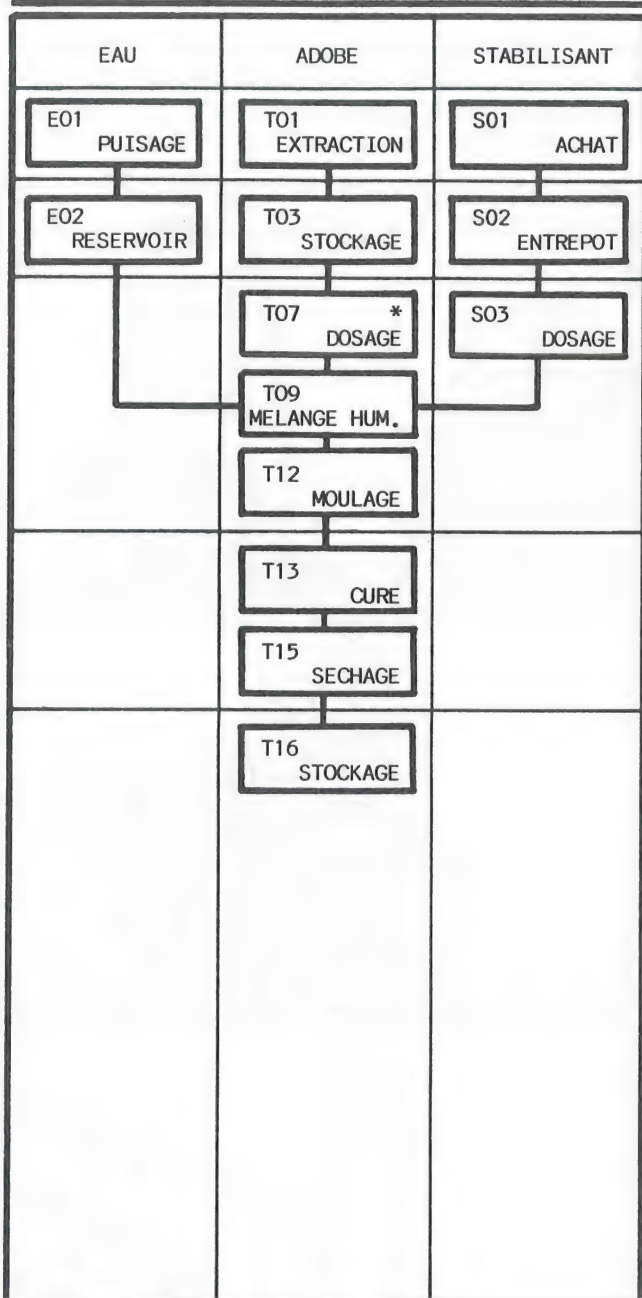 EAU ADOBE STABILISANT
E01 T01 S01
PUISAGE EXTRACTION ACHAT
E02 T03 S02
RESERVOIR STOCKAGE ENTREPOT
T07 * S03
DOSAGE DOSAGE
T09
MELANGE HUM.
T12
MOULAGE
T13
CURE
T15
SECHAGE
T16
STOCKAGE